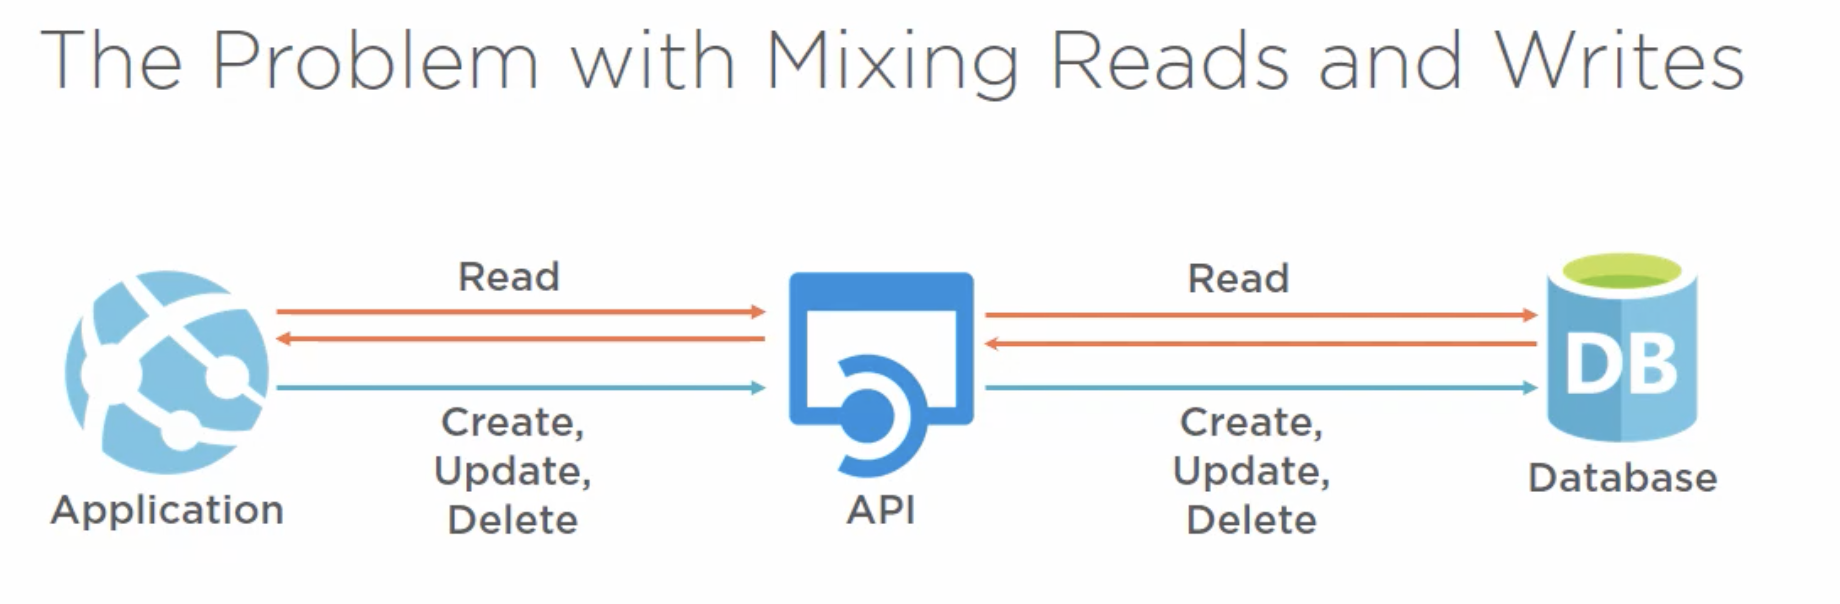 The Problem with Mixing Reads and Writes
Read
Read
DB
Create,
Update,
Delete
Create,
Update,
Delete
Application
API
Database